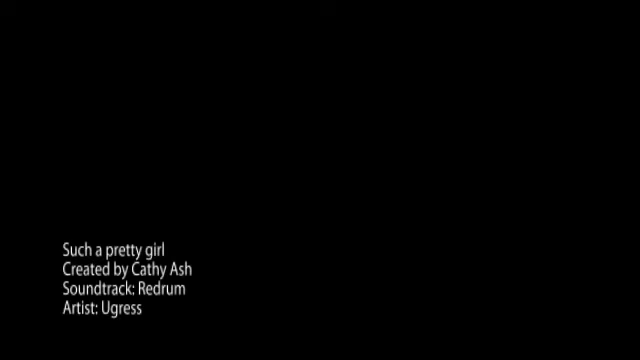 Such a pretty girl
Created by Cathy Ash
Soundtrack: Redrum
Artist: Ugress